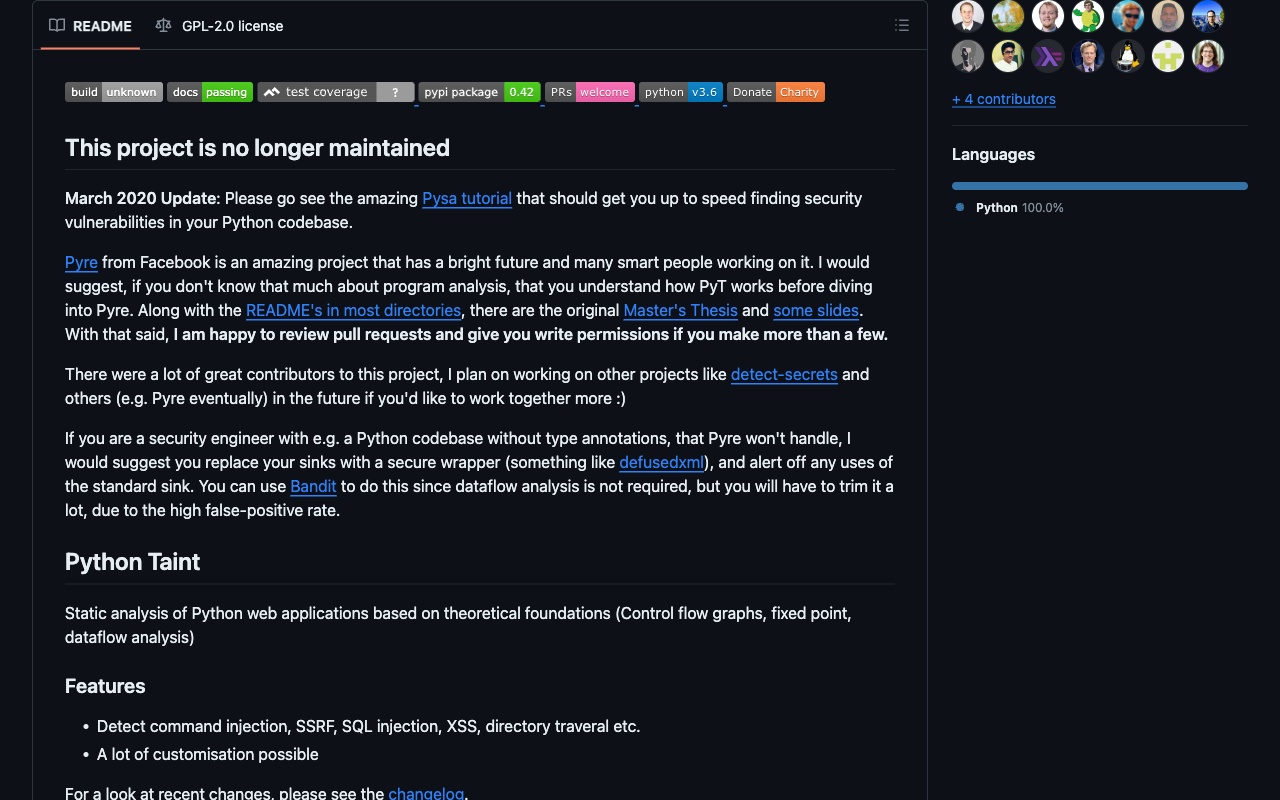 README
GPL-2.0 license
build unknown docs passing test coverage ? pypi package 0.42 PRs welcome python v3.6 Donate Charity
This project is no longer maintained
March 2020 Update: Please go see the amazing Pysa tutorial that should get you up to speed finding security
vulnerabilities in your Python codebase.
Pyre from Facebook is an amazing project that has a bright future and many smart people working on it. I would
suggest, if you don't know that much about program analysis, that you understand how PyT works before diving
into Pyre. Along with the README's in most directories, there are the original Master's Thesis and some slides.
With that said, I am happy to review pull requests and give you write permissions if you make more than a few.
There were a lot of great contributors to this project, I plan on working on other projects like detect-secrets and
others (e.g. Pyre eventually) in the future if you'd like to work together more :)
If you are a security engineer with e.g. a Python codebase without type annotations, that Pyre won't handle, I
would suggest you replace your sinks with a secure wrapper (something like defusedxml), and alert off any uses of
the standard sink. You can use Bandit to do this since dataflow analysis is not required, but you will have to trim it a
lot, due to the high false-positive rate.
Python Taint
Static analysis of Python web applications based on theoretical foundations (Control flow graphs, fixed point,
dataflow analysis)
Features
• Detect command injection, SSRF, SQL injection, XSS, directory traveral etc.
• A lot of customisation possible
For a look at recent changes, please see the changelog.
+ 4 contributors
Languages
Python 100.0%